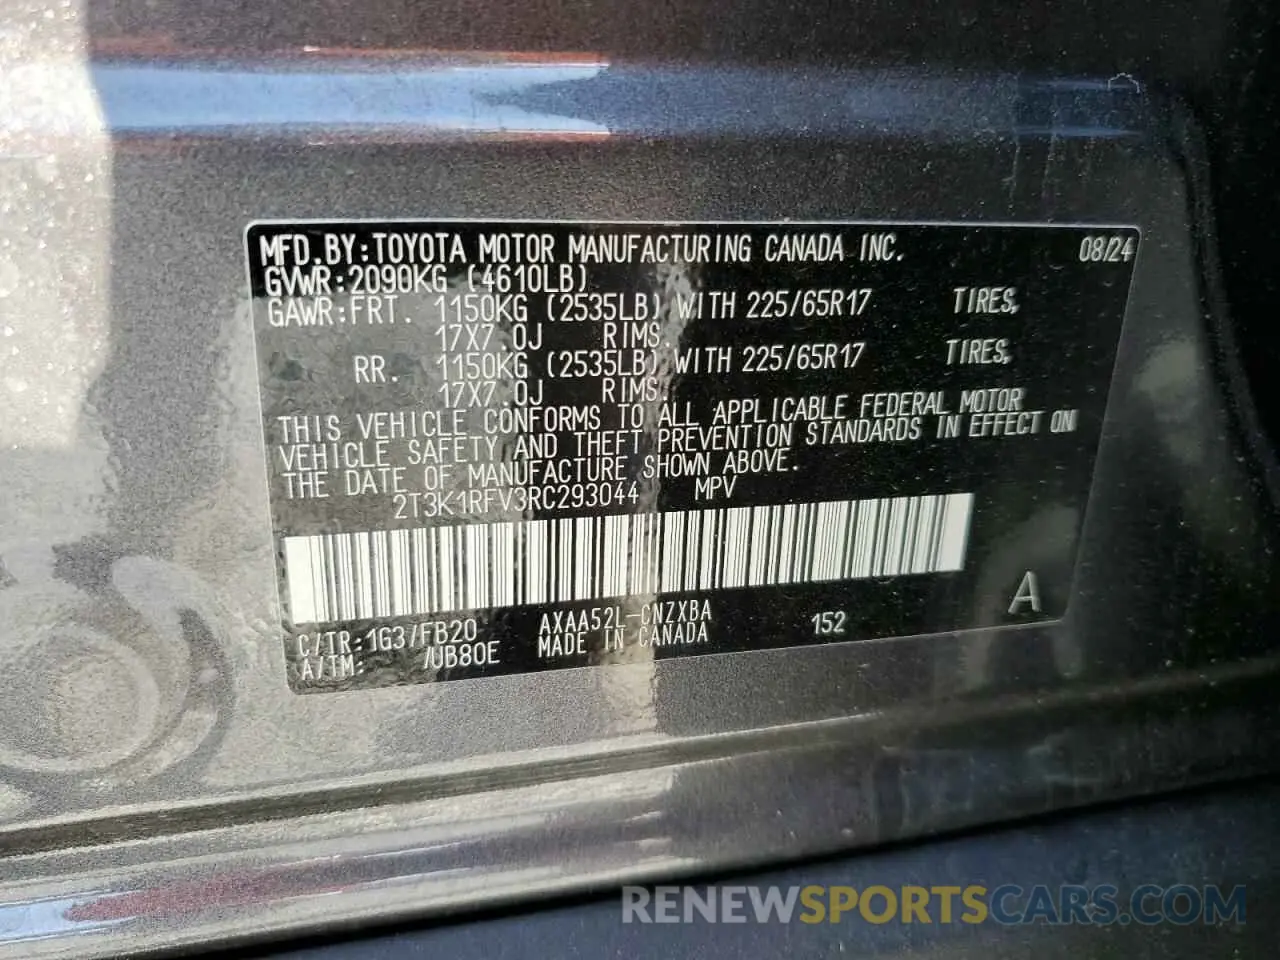 MFD.BY:TOYOTA MOTOR MANUFACTURING CANADA INC. 08/24
GVWR:2090KG (4610LB)
GAWR:FRT. 1150KG (2535LB) WITH 225/65R17 TIRES,
17X7.0J RIMS.
RR. 1150KG (2535LB) WITH 225/65R17 TIRES,
17X7.0J RIMS.
THIS VEHICLE CONFORMS TO ALL APPLICABLE FEDERAL MOTOR
VEHICLE SAFETY AND THEFT PREVENTION STANDARDS IN EFFECT ON
THE DATE OF MANUFACTURE SHOWN ABOVE.
2T3K1RFV3RC293044 MPV
A
C/TR:1G3/FB20 AXAA52L-CNZXBA 152
A/TM: /UB80E MADE IN CANADA
RENEWSPORTSCARS.COM